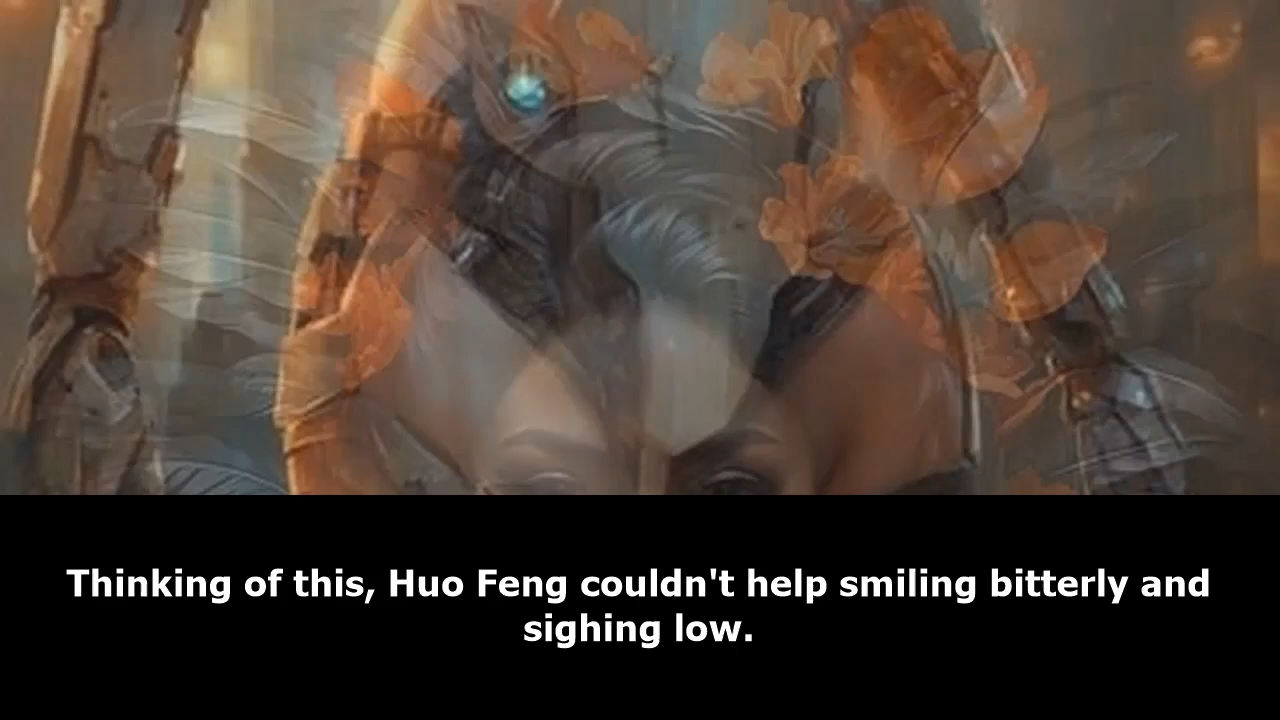 Thinking of this, Huo Feng couldn't help smiling bitterly and
sighing low.